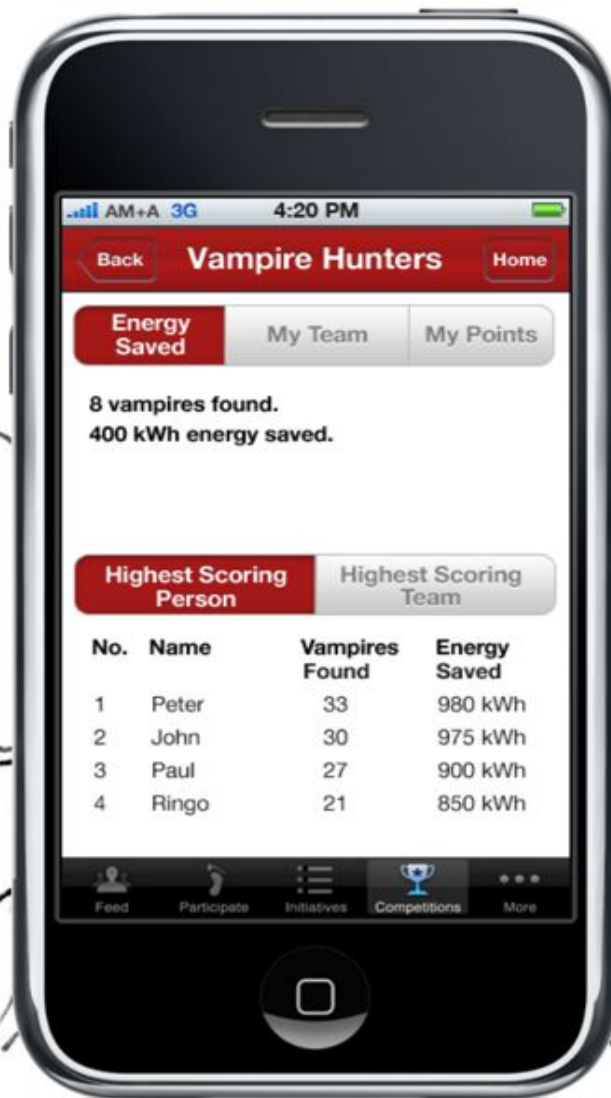 AM+A 3G 4:20 PM
Back Vampire Hunters Home
Energy Saved My Team My Points
8 vampires found.
400 kWh energy saved.
Highest Scoring Person Highest Scoring Team
No. Name Vampires Found Energy Saved
1 Peter 33 980 kWh
2 John 30 975 kWh
3 Paul 27 900 kWh
4 Ringo 21 850 kWh
Feed Participate Initiatives Competitions More